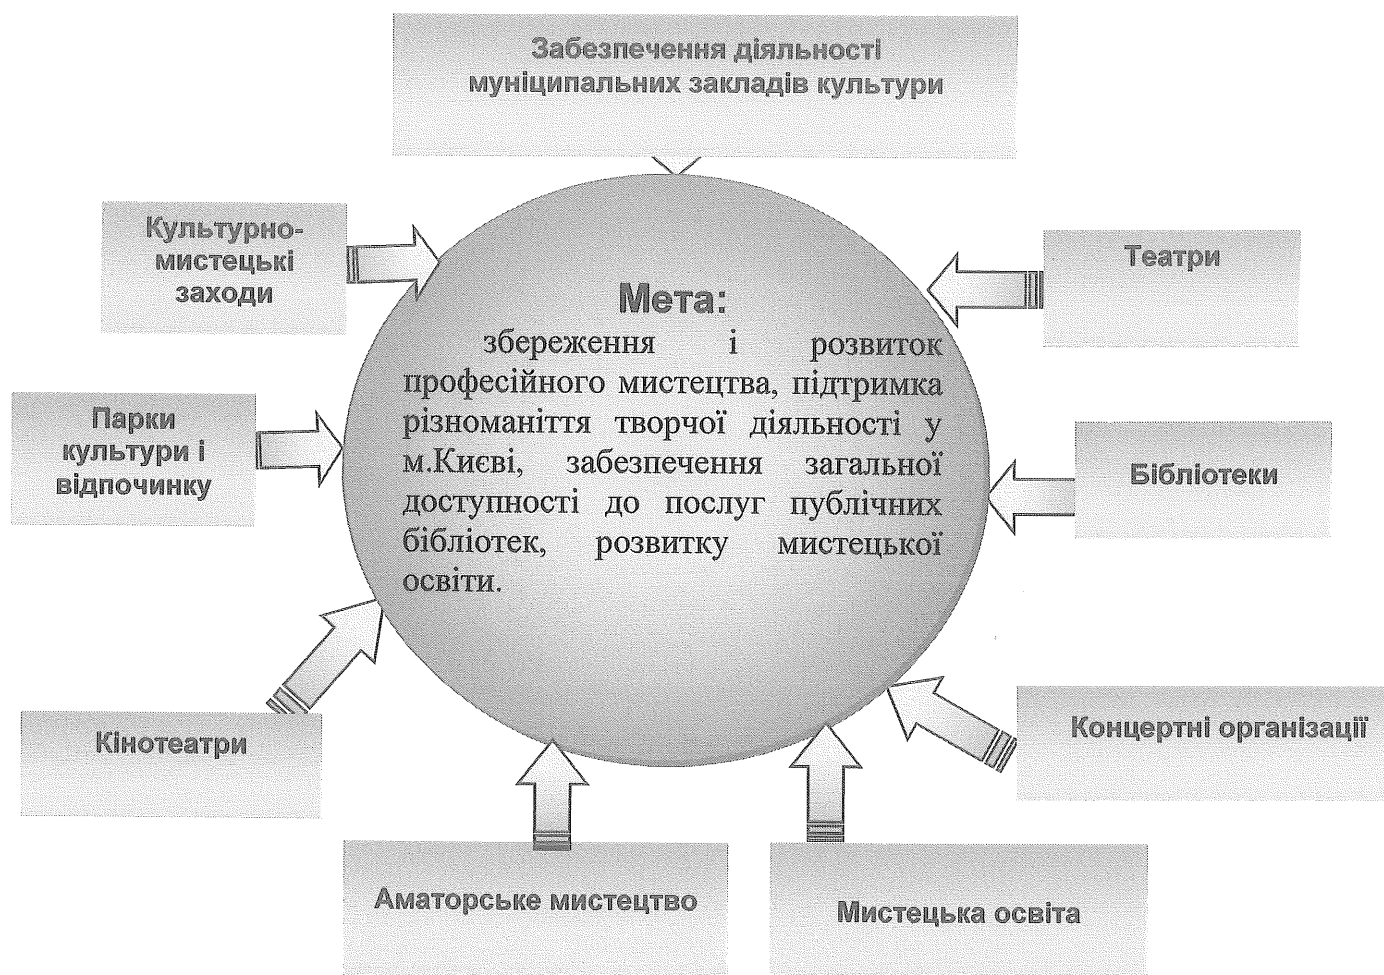 Забезпечення діяльності
муніципальних закладів культури
Культурно-
мистецькі
заходи
Театри
Мета:
збереження і розвиток
професійного мистецтва, підтримка
різноманіття творчої діяльності у
м.Києві, забезпечення загальної
доступності до послуг публічних
бібліотек, розвитку мистецької
освіти.
Парки
культури і
відпочинку
Бібліотеки
Кінотеатри
Концертні організації
Аматорське мистецтво
Мистецька освіта